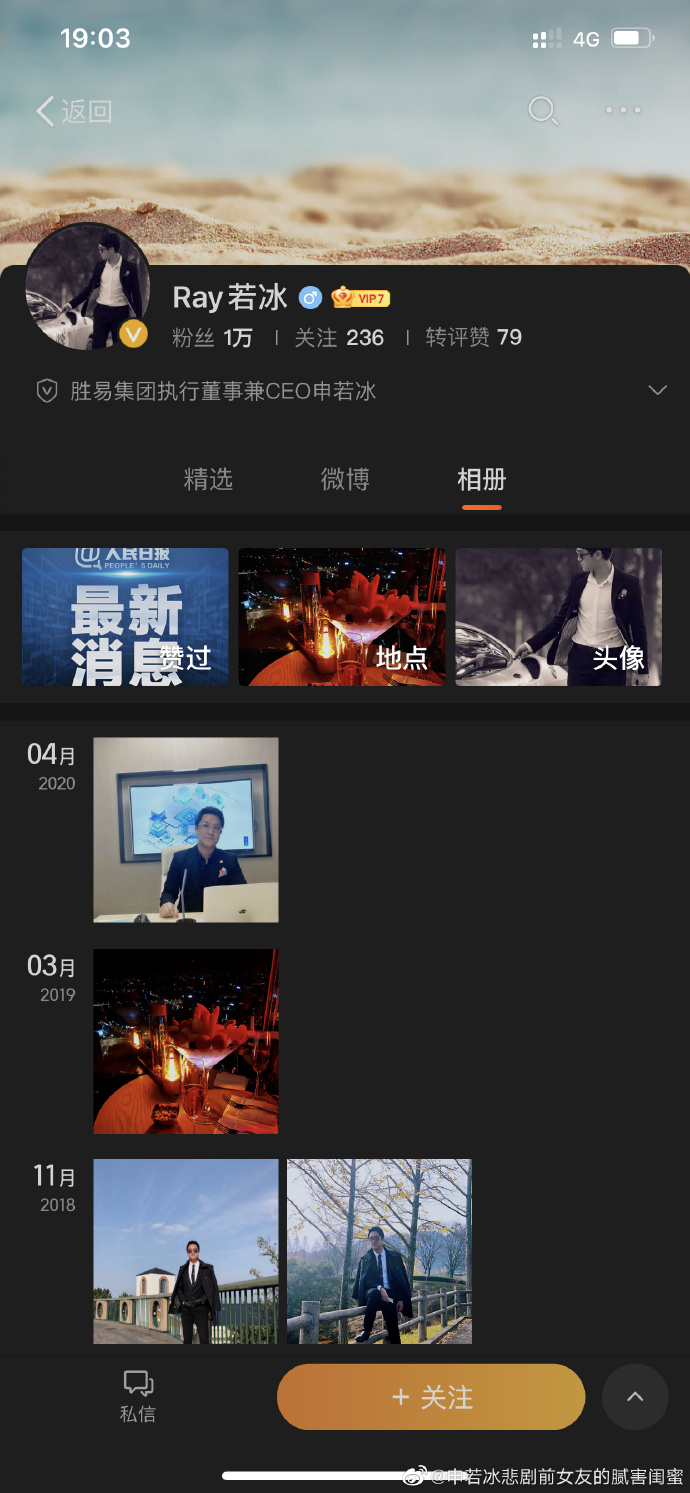 19:03
4G
返回
Ray若冰
VIP7
粉丝 1万
关注 236
转评赞 79
胜易集团执行董事兼CEO申若冰
精选
微博
相册
@人民日报
PEOPLE'S DAILY
最新
消息
赞过
地点
头像
04月
2020
03月
2019
11月
2018
私信
+ 关注
@申若冰悲剧前女友的腻害闺蜜